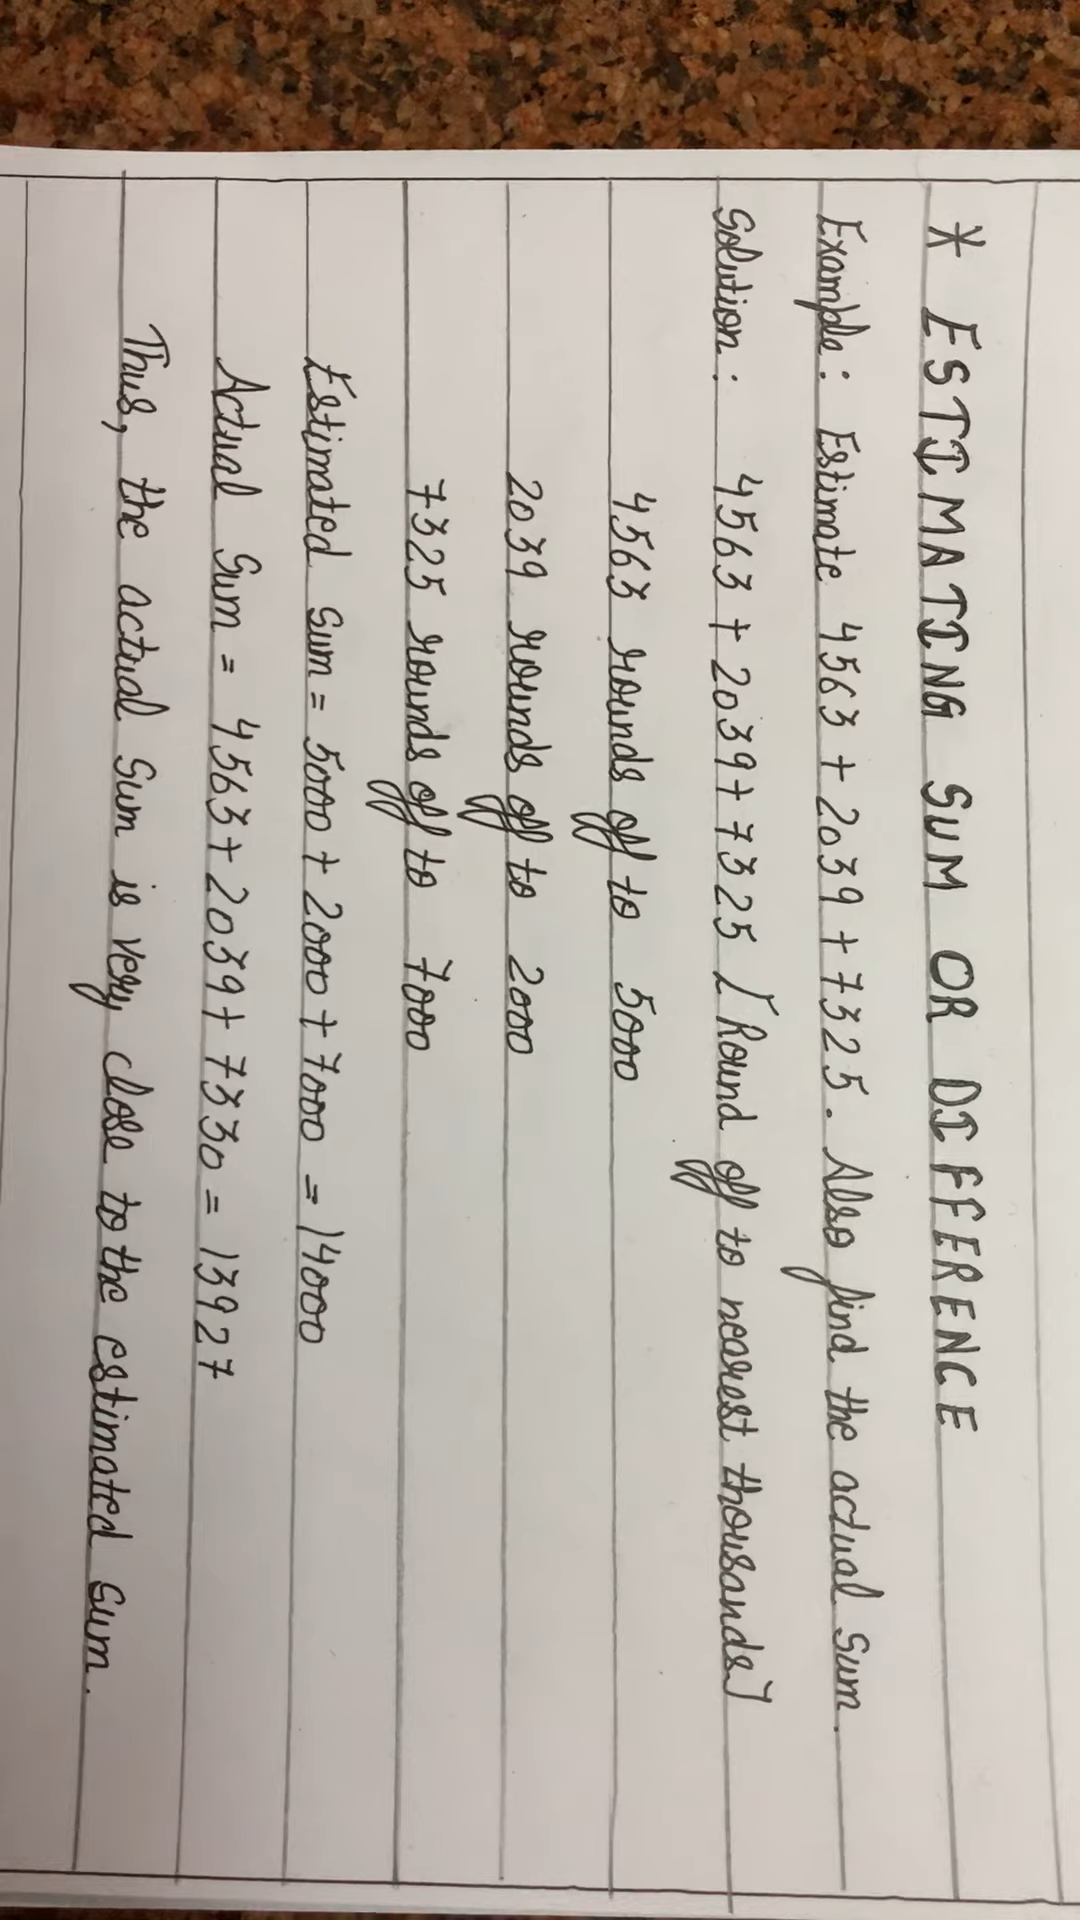 * ESTIMATING SUM OR DIFFERENCE
Example: Estimate 4563 + 2039 + 7325. Also find the actual sum.
Solution: 4563 + 2039 + 7325 [Round off to nearest thousands]
4563 rounds off to 5000
2039 rounds off to 2000
7325 rounds off to 7000
Estimated sum = 5000 + 2000 + 7000 = 14000
Actual sum = 4563 + 2039 + 7330 = 13927
Thus, the actual sum is very close to the estimated sum.